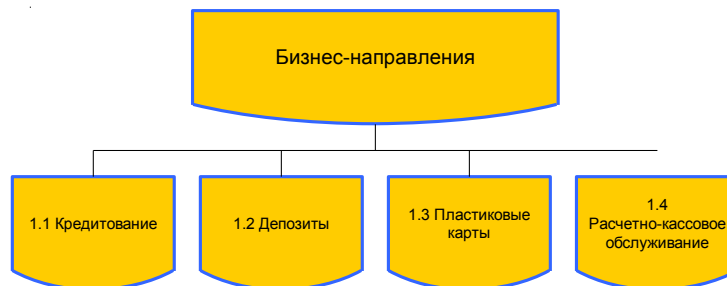 Бизнес-направления
1.1 Кредитование
1.2 Депозиты
1.3 Пластиковые
карты
1.4
Расчетно-кассовое
обслуживание